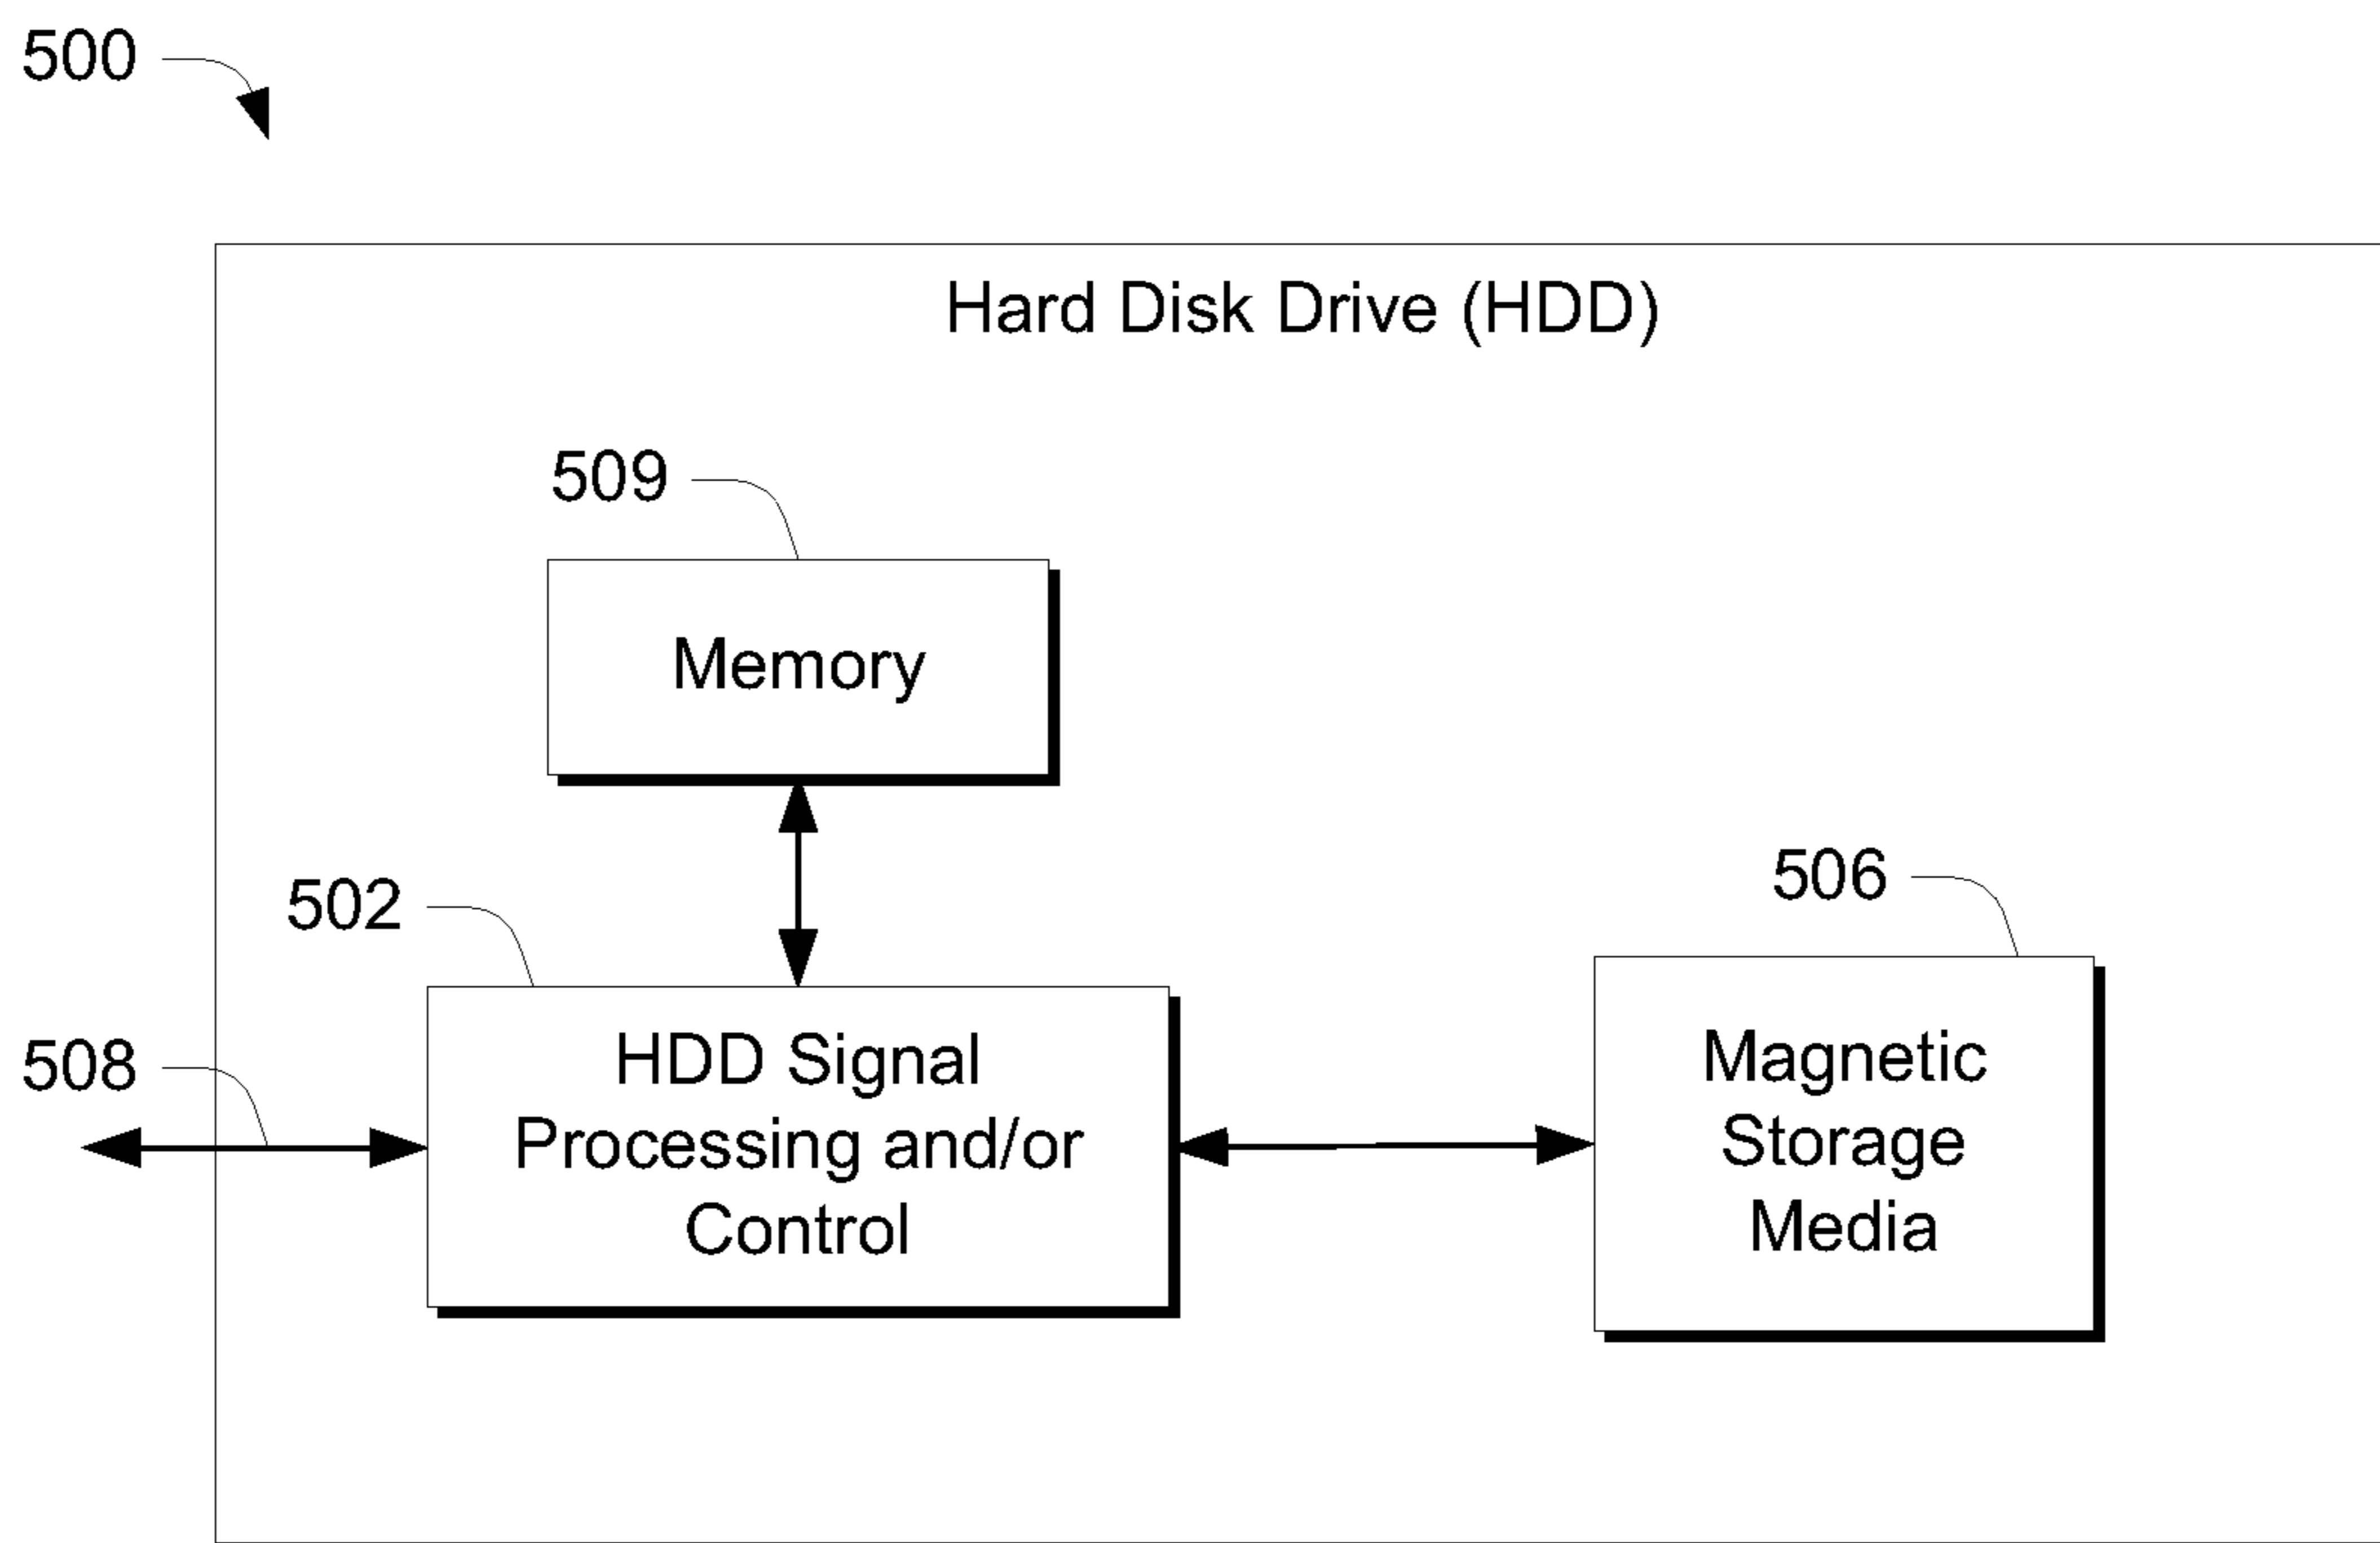 500
Hard Disk Drive (HDD)
509
Memory
502
506
508
HDD Signal
Processing and/or
Control
Magnetic
Storage
Media